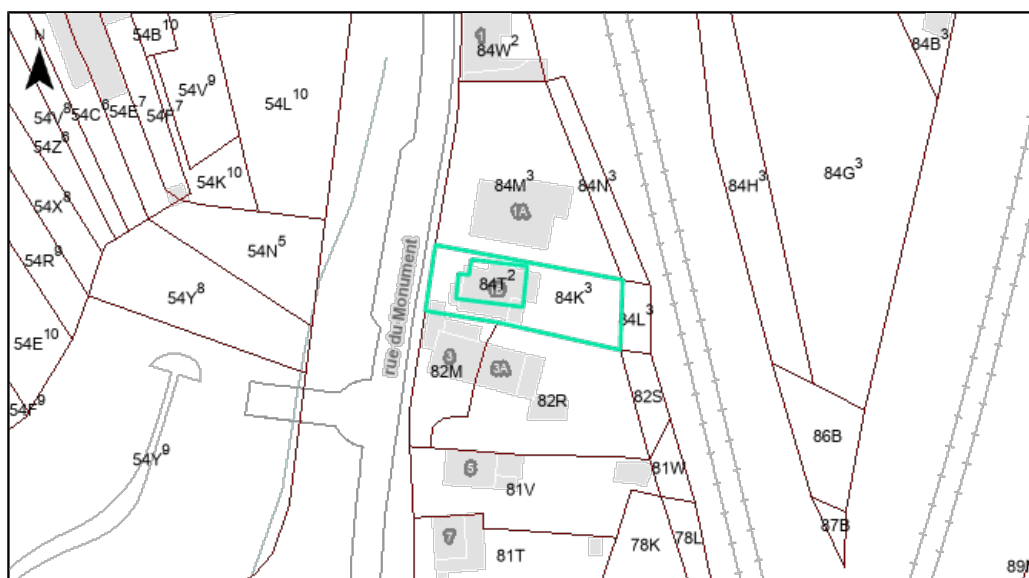 54B¹⁰
1
84W²
84B³
N
54V⁹
54L¹⁰
54V⁸
54C⁶
54E⁷
54F⁷
54Z⁸
54K¹⁰
84M³
84N³
84H³
84G³
54X⁸
1A
54R⁹
54N⁵
rue du Monument
84T²
84K³
54Y⁸
84L³
54E¹⁰
3
82M
3A
82R
82S
54F⁹
86B
54Y⁹
5
81V
81W
87B
7
81T
78K
78L